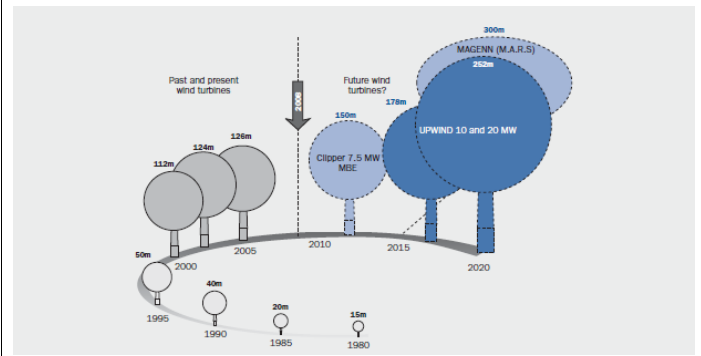 300m
MAGENN (M.A.R.S)
252m
Past and present
wind turbines
Future wind
turbines?
2008
178m
150m
UPWIND 10 and 20 MW
126m
124m
112m
Clipper 7.5 MW
MBE
2010
2015
2005
2000
2020
50m
40m
20m
15m
1995
1990
1985
1980